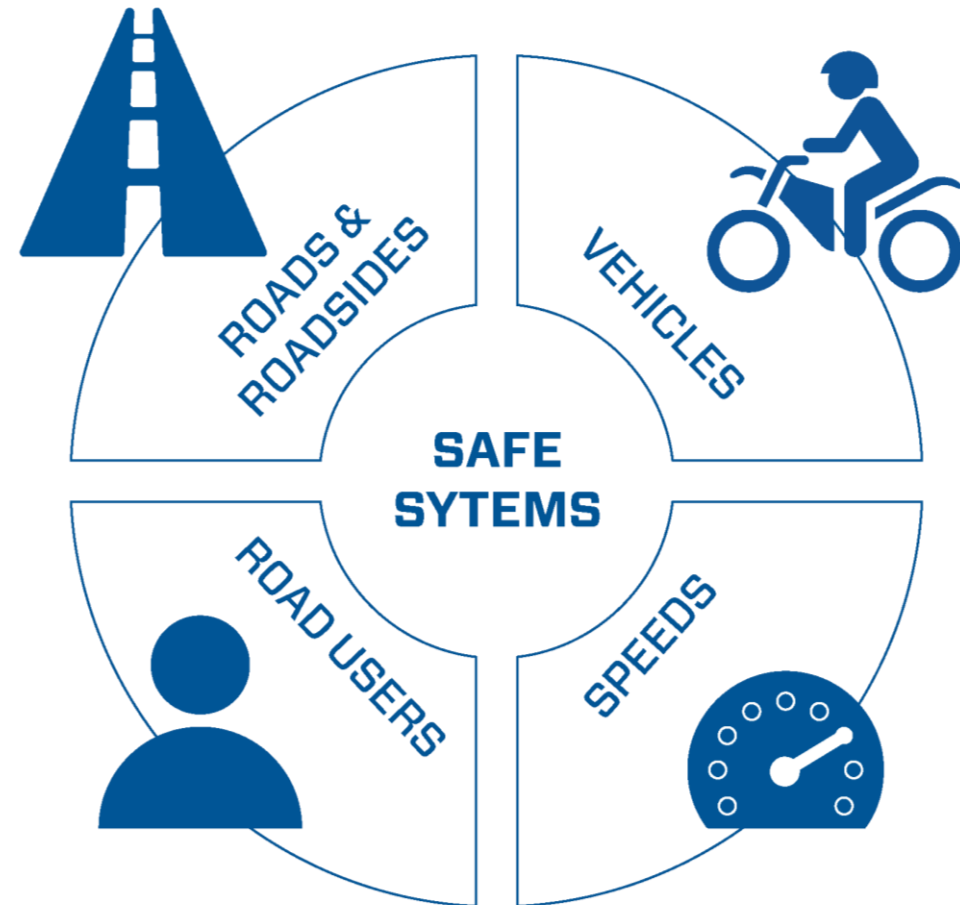 ROADS &
ROADSIDES
VEHICLES
SAFE
SYTEMS
ROAD USERS
SPEEDS